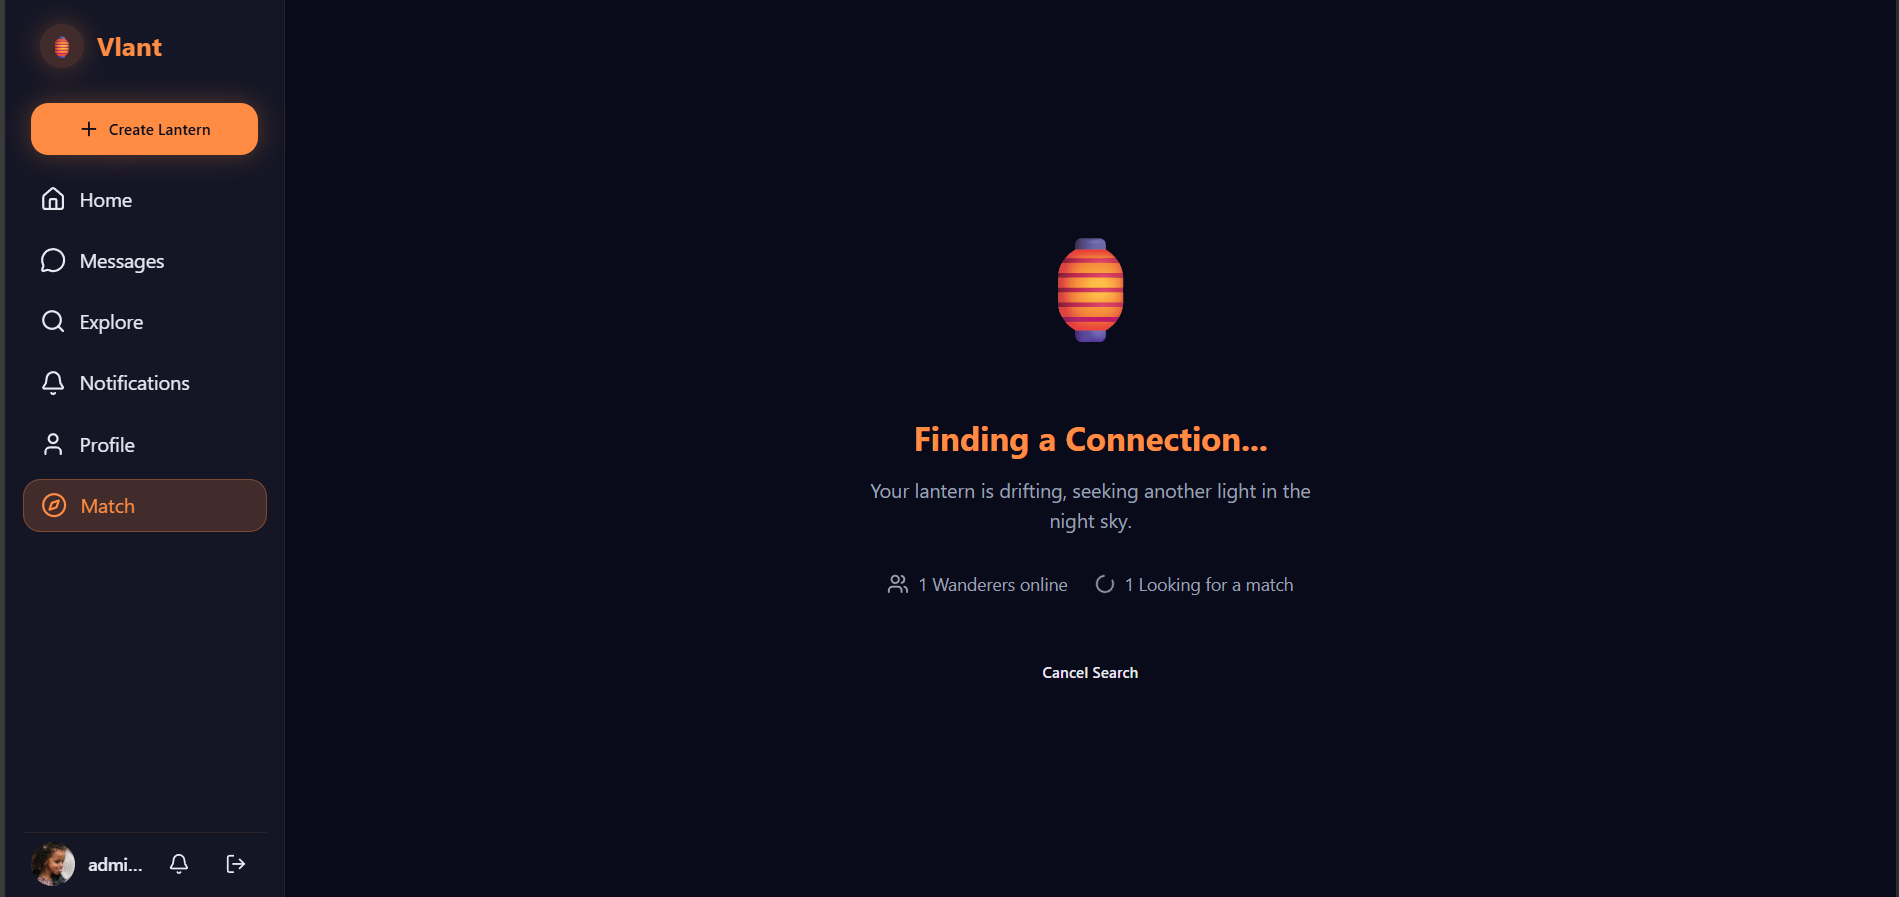 Vlant
Create Lantern
Home
Messages
Explore
Notifications
Profile
Match
admi...
Finding a Connection...
Your lantern is drifting, seeking another light in the
night sky.
1 Wanderers online
1 Looking for a match
Cancel Search